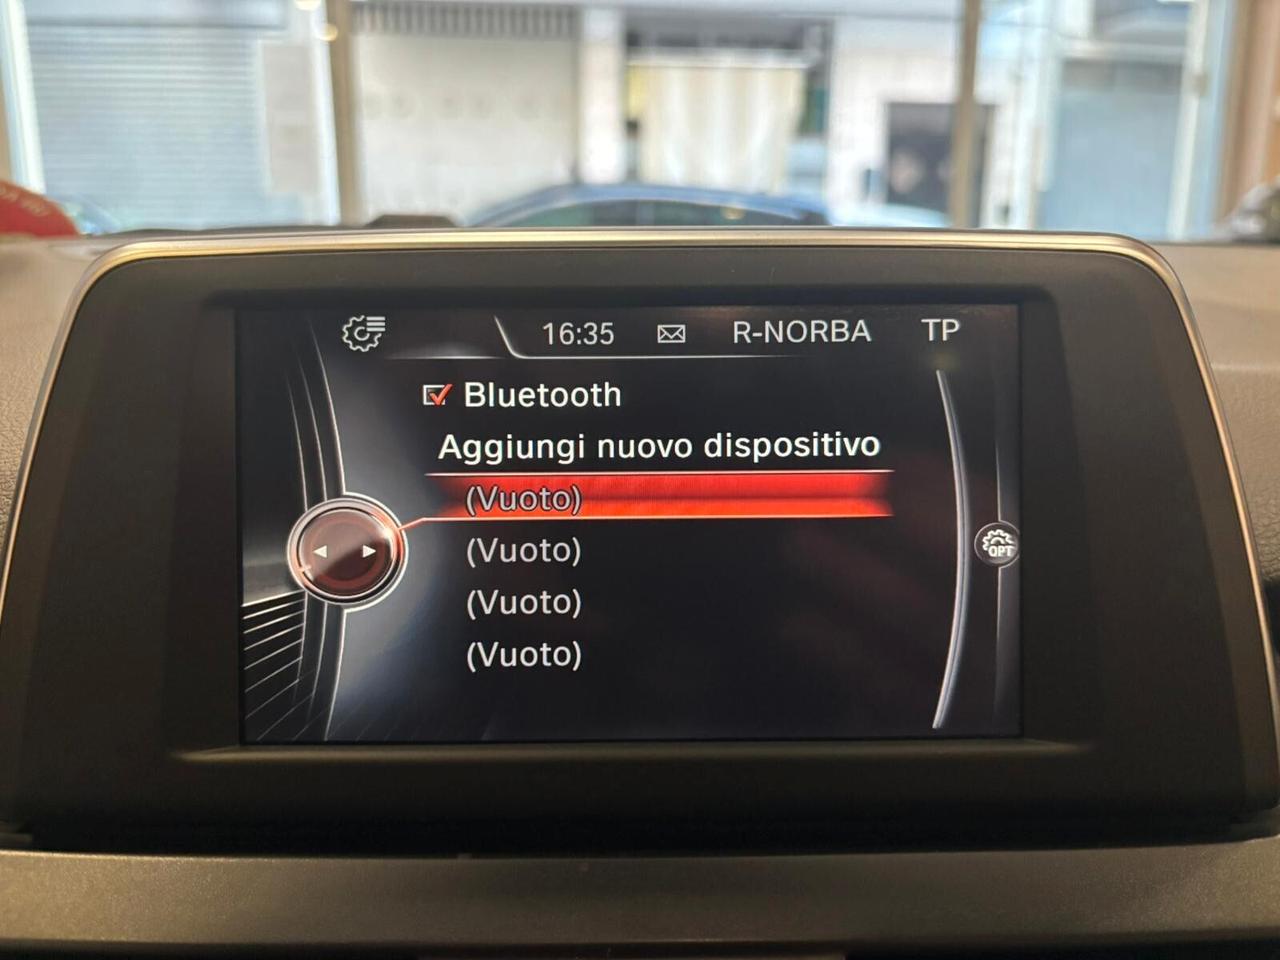 16:35 R-NORBA TP
Bluetooth
Aggiungi nuovo dispositivo
(Vuoto)
(Vuoto)
OPT
(Vuoto)
(Vuoto)